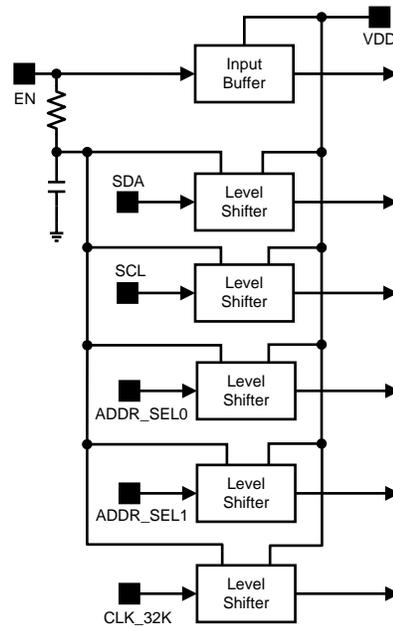 VDD
Input
Buffer
EN
SDA
Level
Shifter
SCL
Level
Shifter
Level
Shifter
ADDR_SEL0
Level
Shifter
ADDR_SEL1
Level
Shifter
CLK_32K